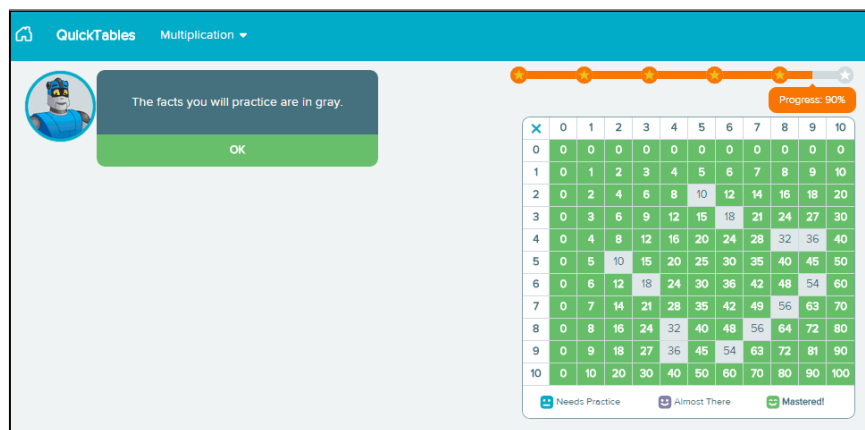 QuickTables Multiplication
The facts you will practice are in gray.
OK
Progress: 90%
× 0 1 2 3 4 5 6 7 8 9 10
0 0 0 0 0 0 0 0 0 0 0 0
1 0 1 2 3 4 5 6 7 8 9 10
2 0 2 4 6 8 10 12 14 16 18 20
3 0 3 6 9 12 15 18 21 24 27 30
4 0 4 8 12 16 20 24 28 32 36 40
5 0 5 10 15 20 25 30 35 40 45 50
6 0 6 12 18 24 30 36 42 48 54 60
7 0 7 14 21 28 35 42 49 56 63 70
8 0 8 16 24 32 40 48 56 64 72 80
9 0 9 18 27 36 45 54 63 72 81 90
10 0 10 20 30 40 50 60 70 80 90 100
Needs Practice Almost There Mastered!